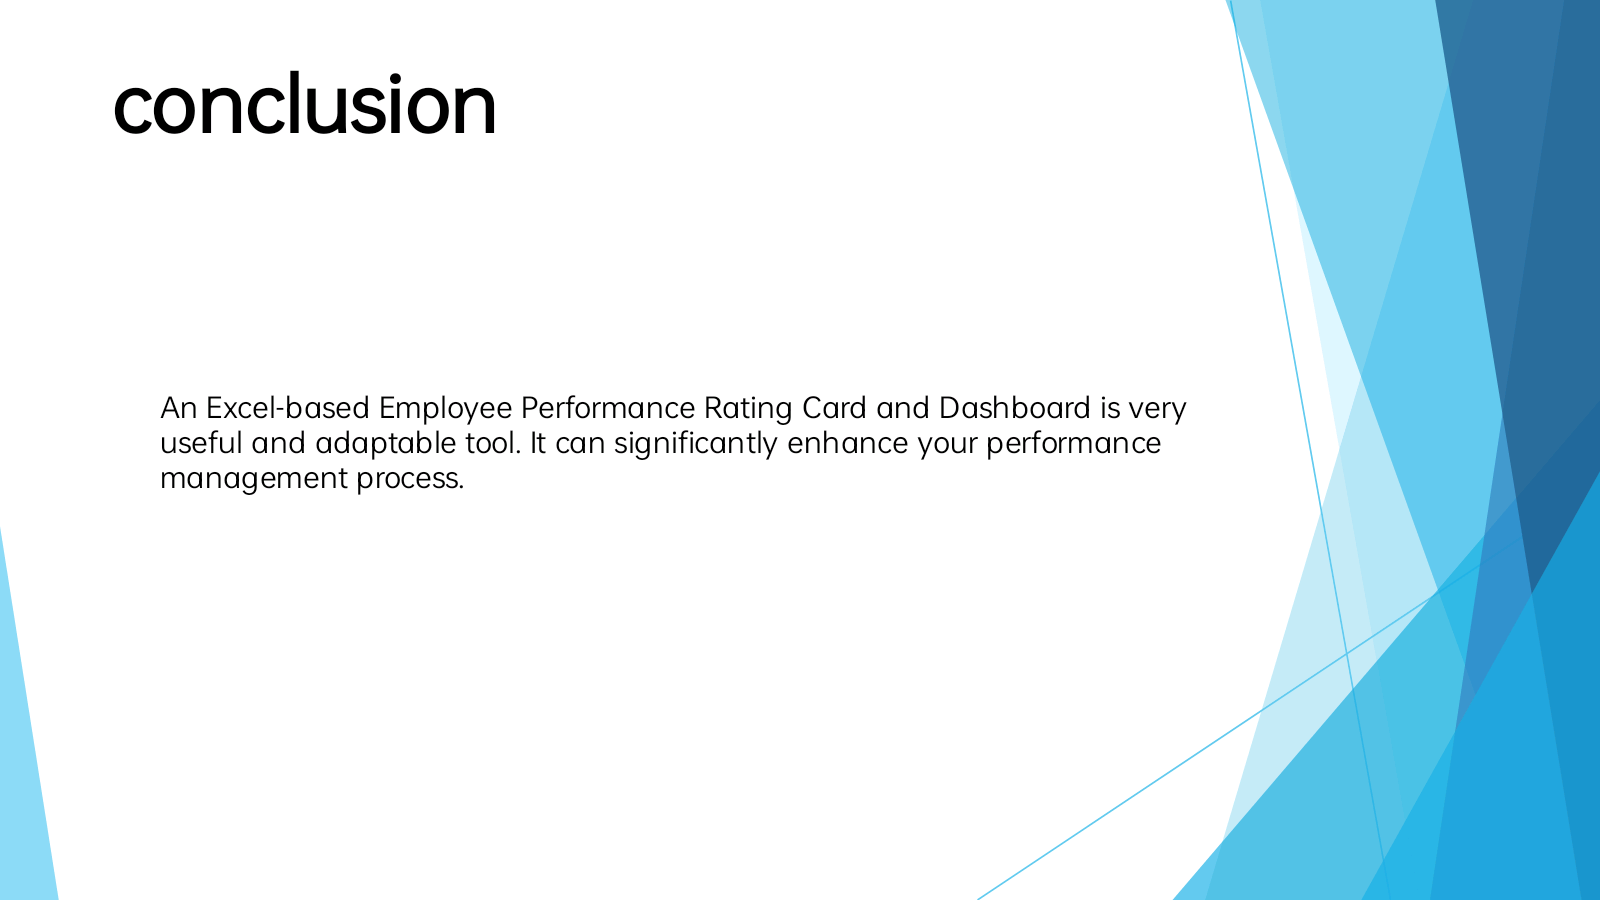 conclusion
An Excel-based Employee Performance Rating Card and Dashboard is very
useful and adaptable tool. It can significantly enhance your performance
management process.